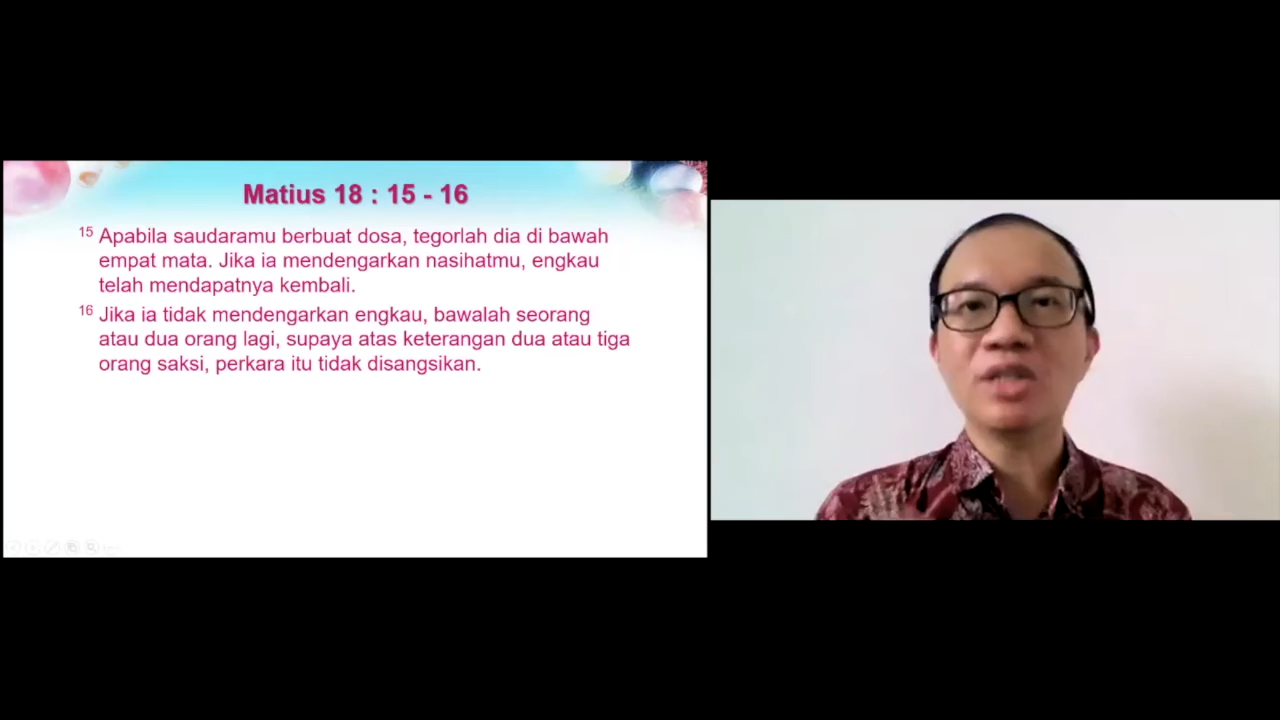 Matius 18 : 15 - 16
15 Apabila saudaramu berbuat dosa, tegorlah dia di bawah
empat mata. Jika ia mendengarkan nasihatmu, engkau
telah mendapatnya kembali.
16 Jika ia tidak mendengarkan engkau, bawalah seorang
atau dua orang lagi, supaya atas keterangan dua atau tiga
orang saksi, perkara itu tidak disangsikan.